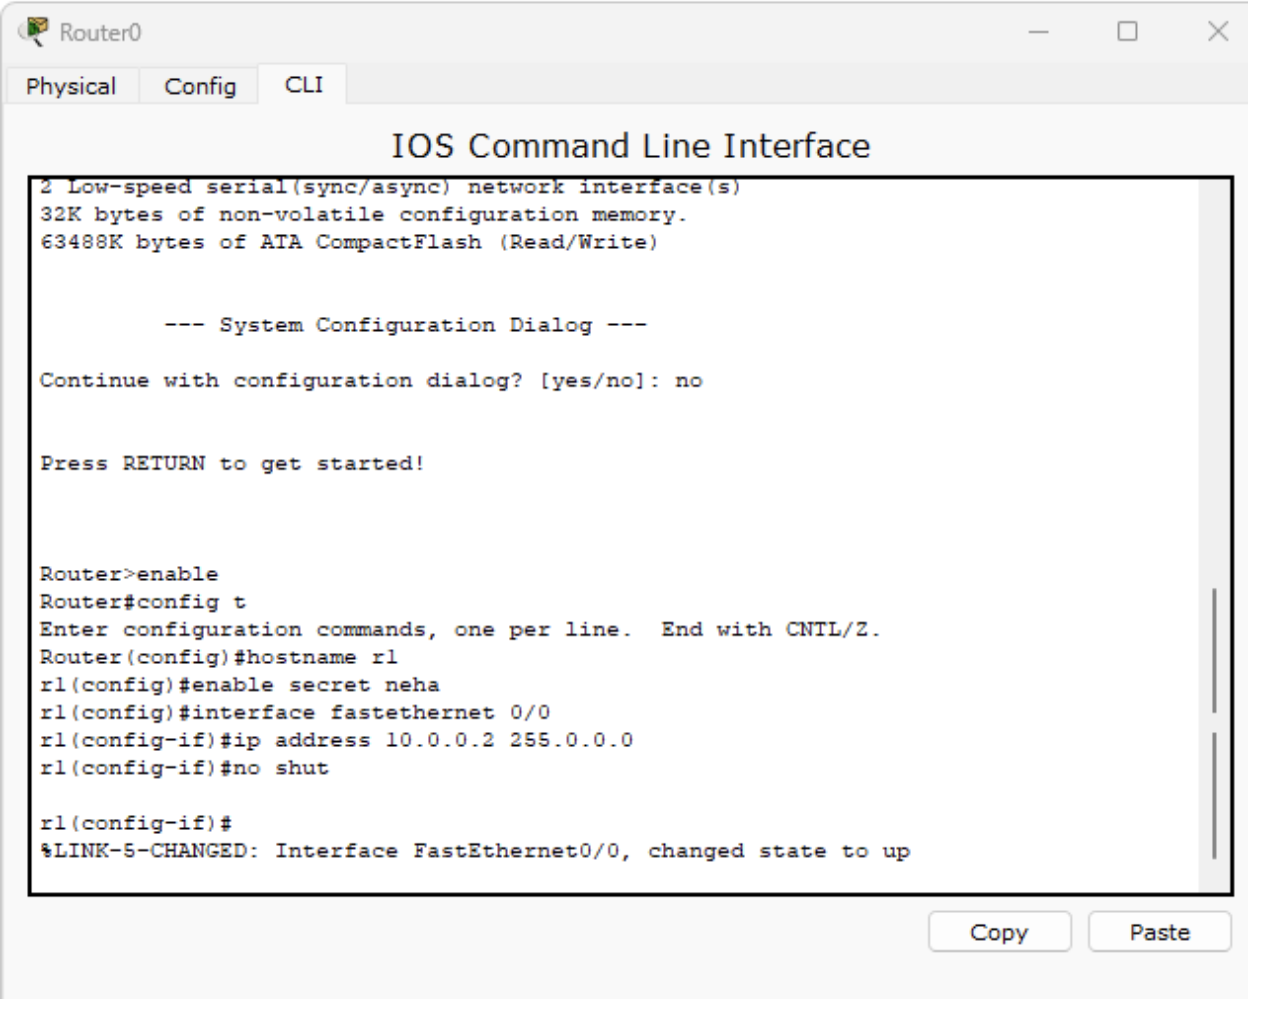 Router0
Physical Config CLI
IOS Command Line Interface
2 Low-speed serial(sync/async) network interface(s)
32K bytes of non-volatile configuration memory.
63488K bytes of ATA CompactFlash (Read/Write)
--- System Configuration Dialog ---
Continue with configuration dialog? [yes/no]: no
Press RETURN to get started!
Router>enable
Router#config t
Enter configuration commands, one per line.  End with CNTL/Z.
Router(config)#hostname r1
r1(config)#enable secret neha
r1(config)#interface fastethernet 0/0
r1(config-if)#ip address 10.0.0.2 255.0.0.0
r1(config-if)#no shut
r1(config-if)#
%LINK-5-CHANGED: Interface FastEthernet0/0, changed state to up
Copy Paste